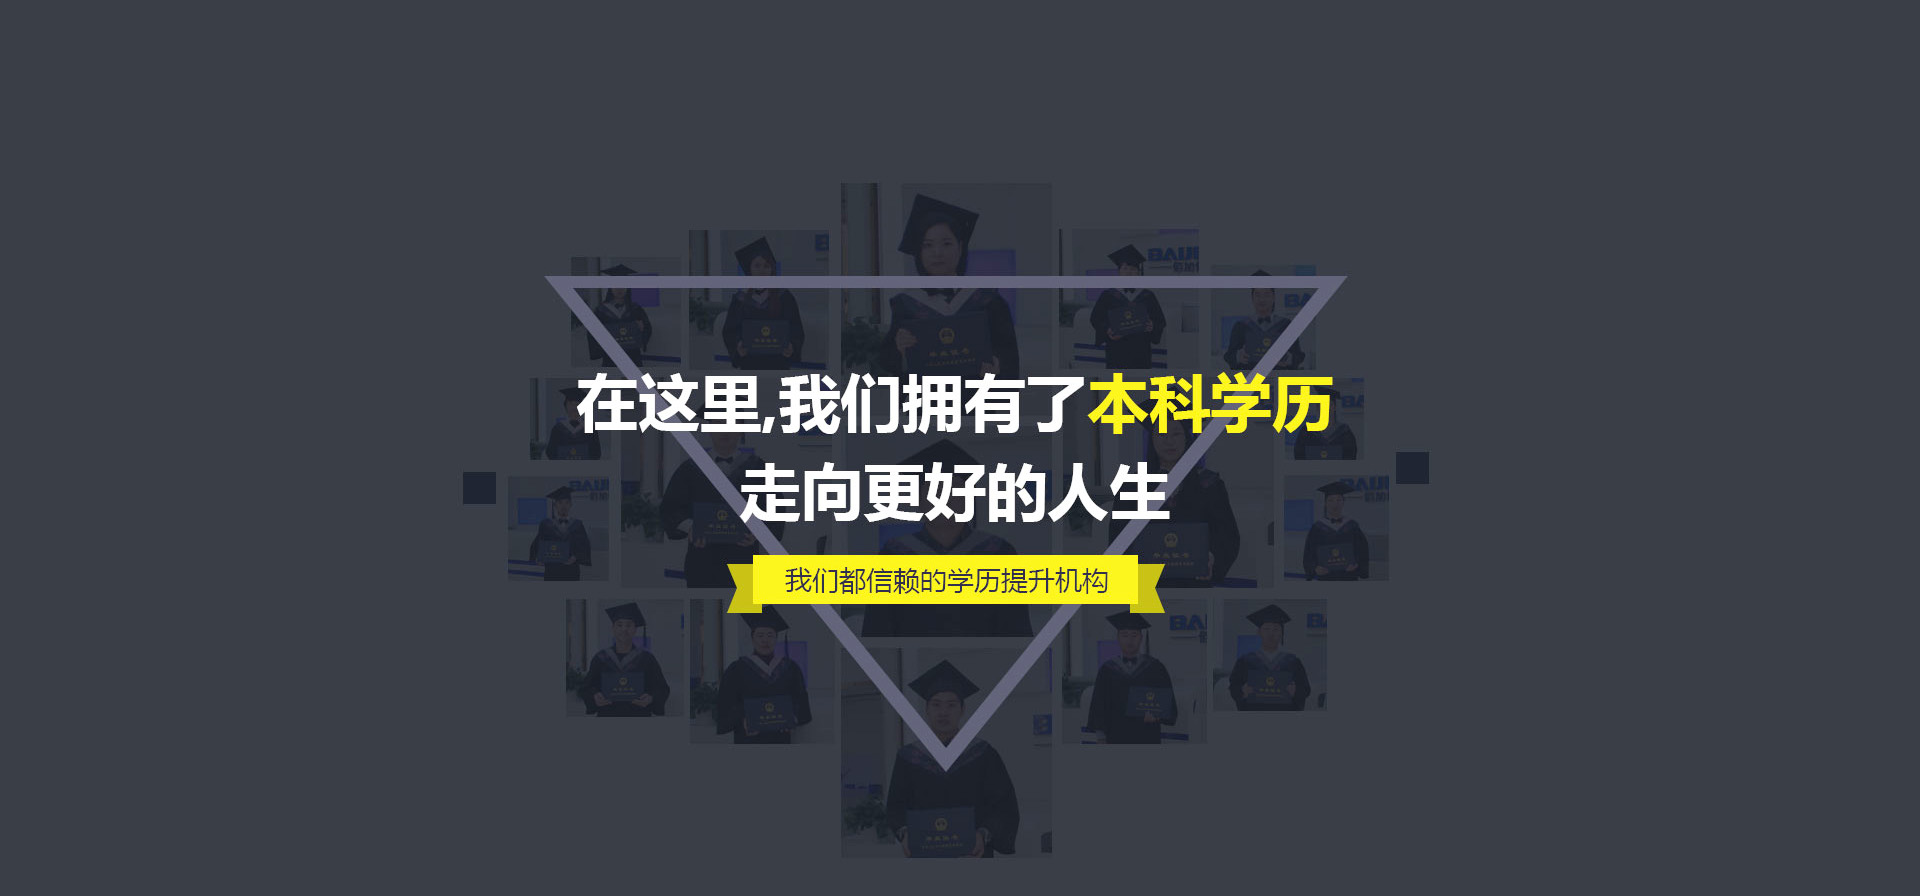 在这里,我们拥有了本科学历
走向更好的人生
我们都信赖的学历提升机构